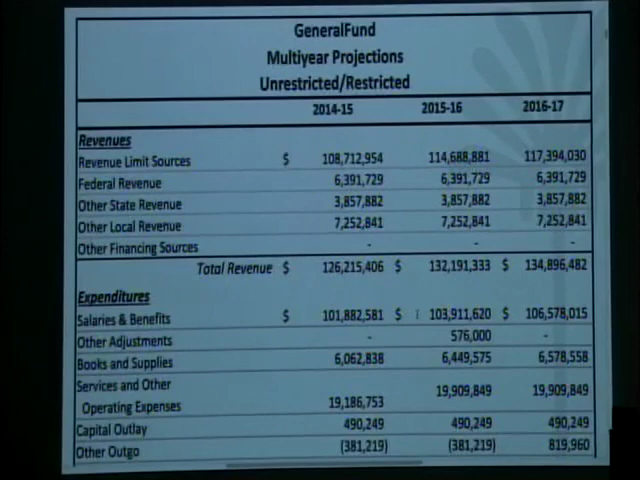 GeneralFund
Multiyear Projections
Unrestricted/Restricted
2014-15 2015-16 2016-17
Revenues
Revenue Limit Sources $ 108,712,954 114,688,881 117,394,030
Federal Revenue 6,391,729 6,391,729 6,391,729
Other State Revenue 3,857,882 3,857,882 3,857,882
Other Local Revenue 7,252,841 7,252,841 7,252,841
Other Financing Sources - - -
Total Revenue $ 126,215,406 $ 132,191,333 $ 134,896,482
Expenditures
Salaries & Benefits $ 101,882,581 $ 103,911,620 $ 106,578,015
Other Adjustments - 576,000 -
Books and Supplies 6,062,838 6,449,575 6,578,558
Services and Other
Operating Expenses 19,186,753 19,909,849 19,909,849
Capital Outlay 490,249 490,249 490,249
Other Outgo (381,219) (381,219) 819,960